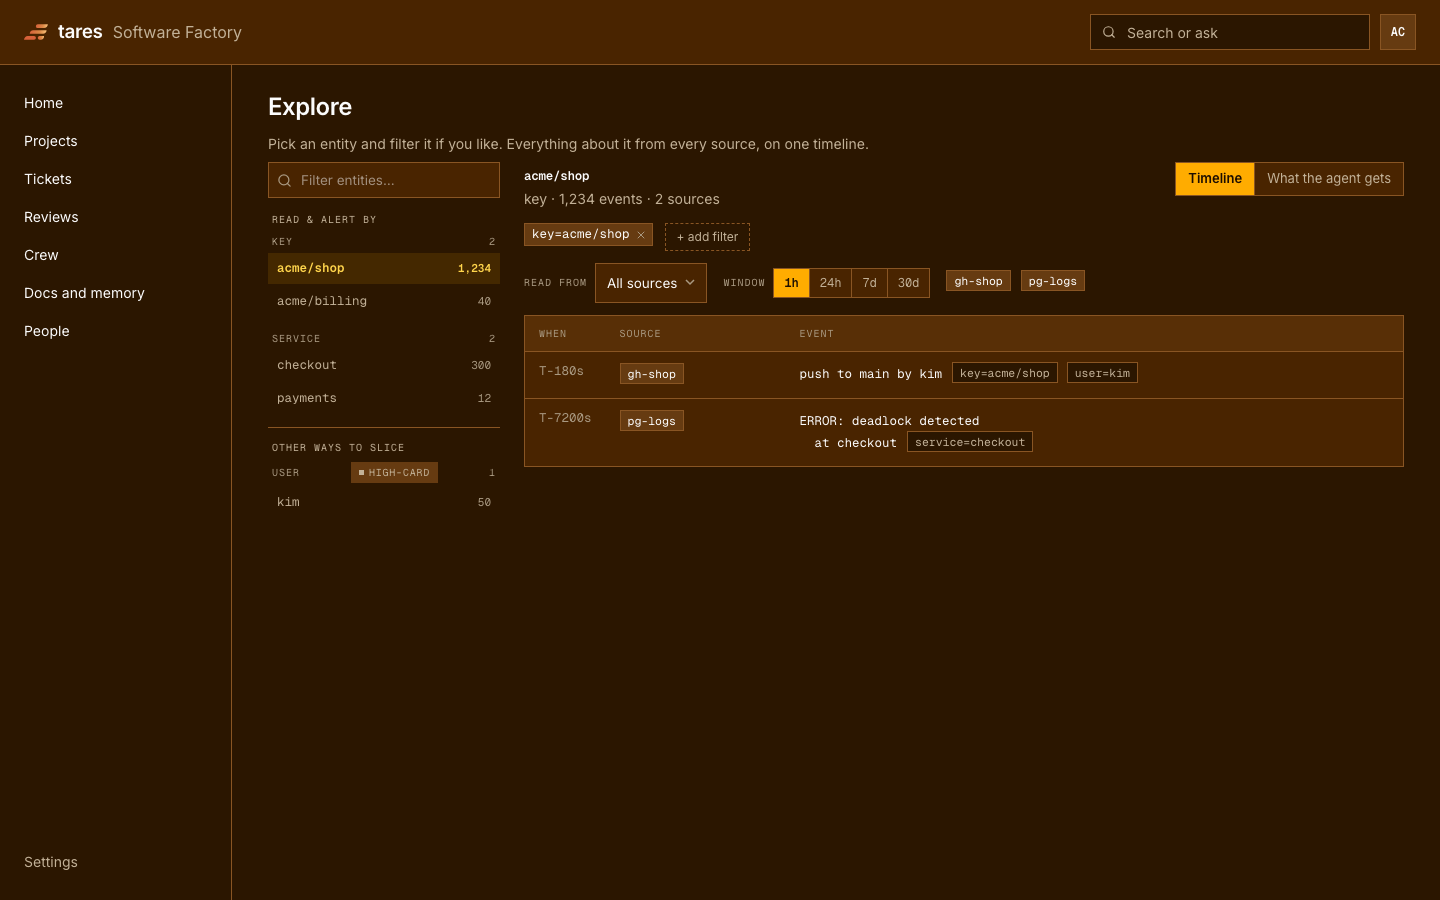 tares Software Factory
Search or ask
AC
Home
Projects
Tickets
Reviews
Crew
Docs and memory
People
Settings
Explore
Pick an entity and filter it if you like. Everything about it from every source, on one timeline.
Filter entities...
READ & ALERT BY
KEY 2
acme/shop 1,234
acme/billing 40
SERVICE 2
checkout 300
payments 12
OTHER WAYS TO SLICE
USER HIGH-CARD 1
kim 50
acme/shop
key · 1,234 events · 2 sources
Timeline What the agent gets
key=acme/shop × + add filter
READ FROM All sources WINDOW 1h 24h 7d 30d gh-shop pg-logs
WHEN SOURCE EVENT
T-180s gh-shop push to main by kim key=acme/shop user=kim
T-7200s pg-logs ERROR: deadlock detected
at checkout service=checkout